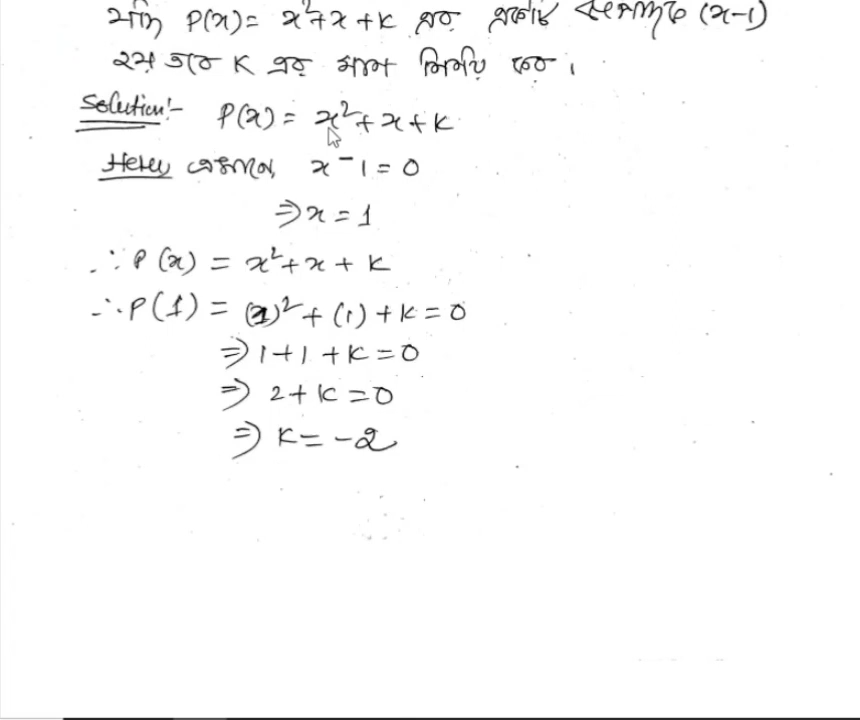 যদি P(x) = x²+x+k এর একটি উৎপাদক (x-1)
হয় তবে K এর মান নির্ণয় কর।
Solution:- P(x) = x²+x+k
Here এখানে, x-1=0
⇒x=1
∴P(x) = x²+x+k
∴P(1) = (1)²+(1)+k=0
⇒1+1+k=0
⇒2+k=0
⇒k=-2